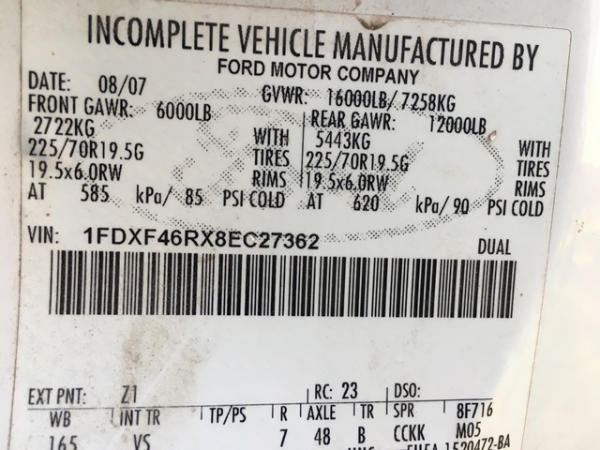 INCOMPLETE VEHICLE MANUFACTURED BY
FORD MOTOR COMPANY
DATE: 08/07
GVWR: 16000LB/7258KG
FRONT GAWR: 6000LB
2722KG
WITH
225/70R19.5G TIRES
19.5x6.0RW RIMS
AT 585 kPa/ 85 PSI COLD
REAR GAWR: 12000LB
5443KG
WITH
225/70R19.5G TIRES
19.5x6.0RW RIMS
AT 620 kPa/ 90 PSI COLD
VIN: 1FDXF46RX8EC27362
DUAL
EXT PNT: Z1 RC: 23 DSO:
WB INT TR TP/PS R AXLE TR SPR 8F716
165 VS 7 48 B CCKK M05
1520472-BA